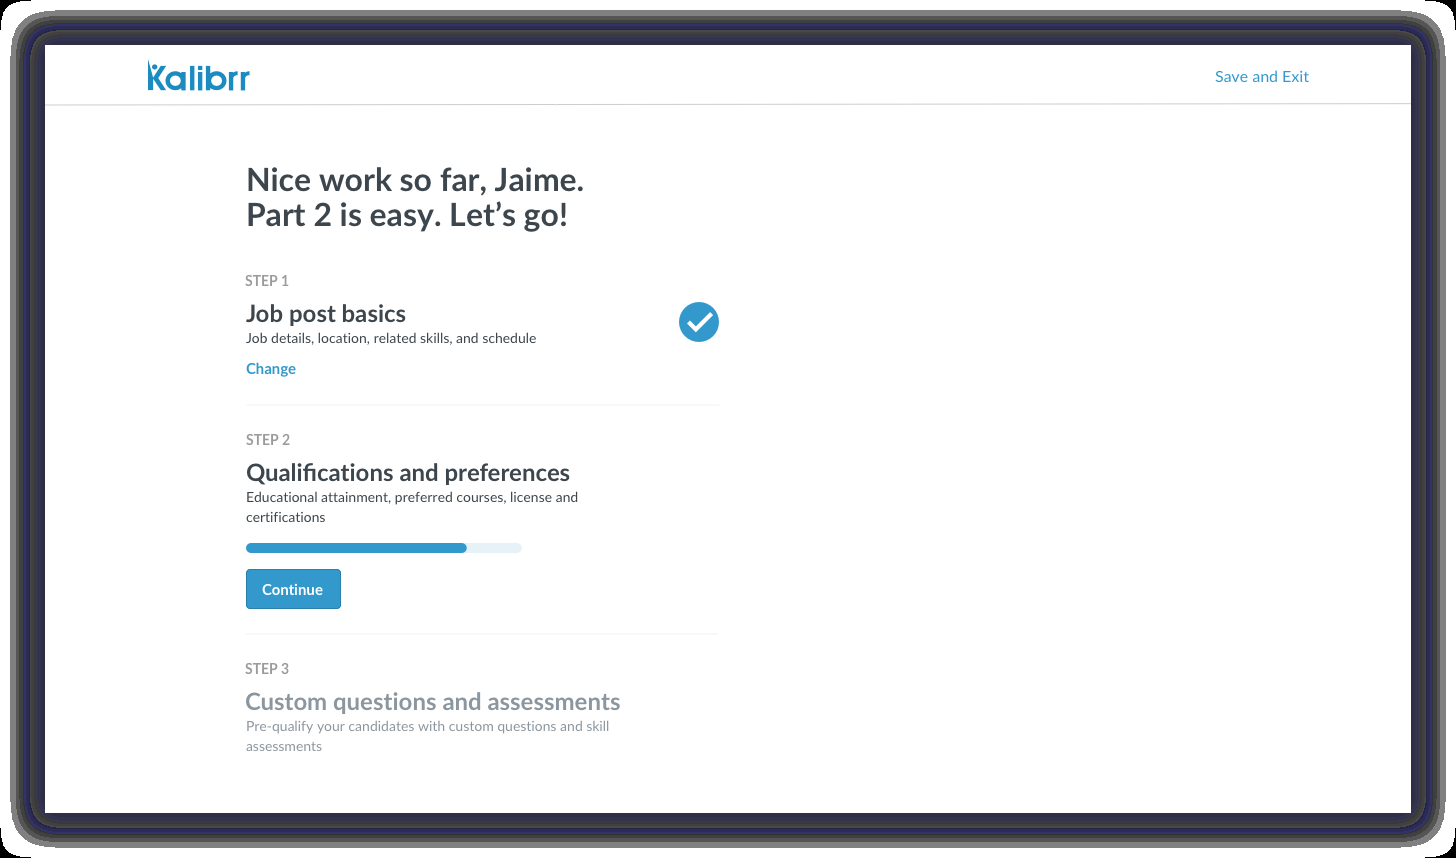 Kalibrr
Save and Exit
Nice work so far, Jaime.
Part 2 is easy. Let’s go!
STEP 1
Job post basics
Job details, location, related skills, and schedule
Change
STEP 2
Qualifications and preferences
Educational attainment, preferred courses, license and
certifications
Continue
STEP 3
Custom questions and assessments
Pre-qualify your candidates with custom questions and skill
assessments